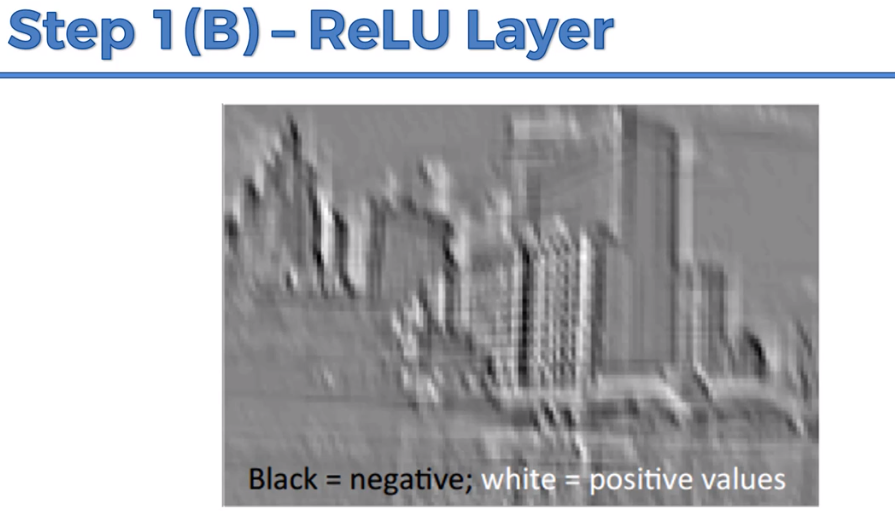 Step 1(B) – ReLU Layer
Black = negative; white = positive values